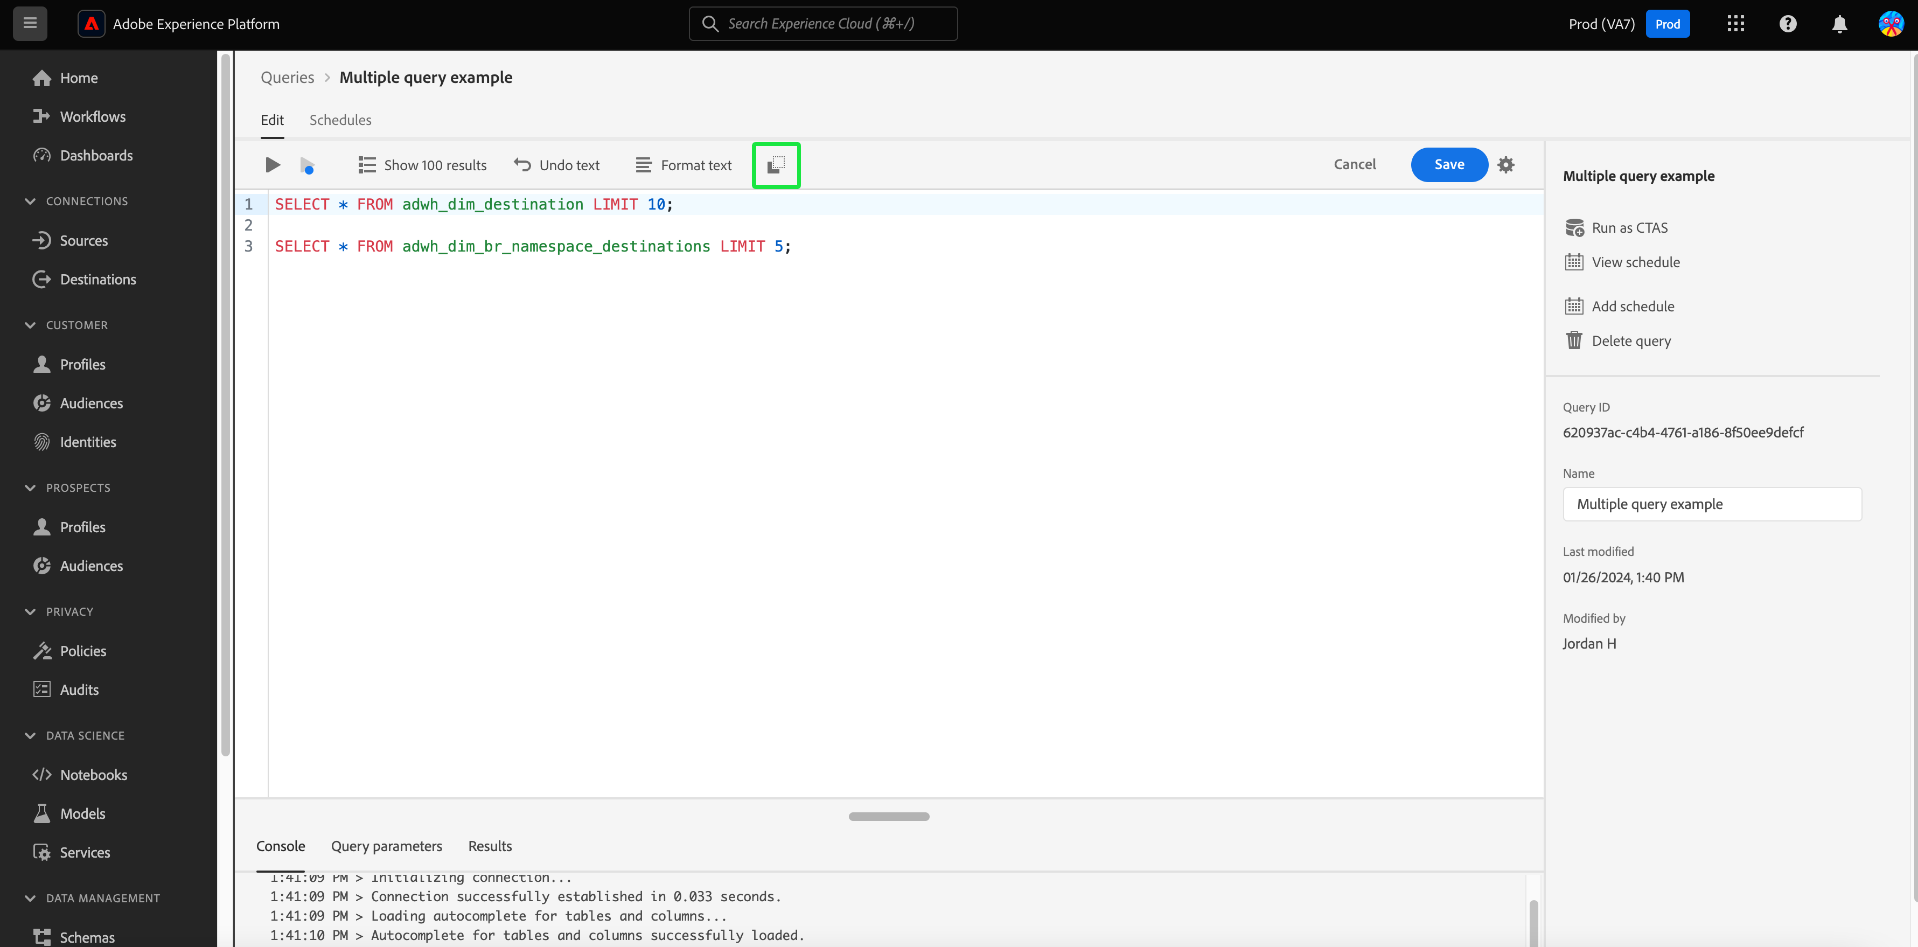 Adobe Experience Platform
Search Experience Cloud (⌘+/)
Prod (VA7)
Prod
Home
Workflows
Dashboards
CONNECTIONS
Sources
Destinations
CUSTOMER
Profiles
Audiences
Identities
PROSPECTS
Profiles
Audiences
PRIVACY
Policies
Audits
DATA SCIENCE
Notebooks
Models
Services
DATA MANAGEMENT
Schemas
Queries > Multiple query example
Edit
Schedules
Show 100 results
Undo text
Format text
Cancel
Save
1 SELECT * FROM adwh_dim_destination LIMIT 10;
2
3 SELECT * FROM adwh_dim_br_namespace_destinations LIMIT 5;
Console
Query parameters
Results
1:41:09 PM > Initializing connection...
1:41:09 PM > Connection successfully established in 0.033 seconds.
1:41:09 PM > Loading autocomplete for tables and columns...
1:41:10 PM > Autocomplete for tables and columns successfully loaded.
Multiple query example
Run as CTAS
View schedule
Add schedule
Delete query
Query ID
620937ac-c4b4-4761-a186-8f50ee9defcf
Name
Multiple query example
Last modified
01/26/2024, 1:40 PM
Modified by
Jordan H